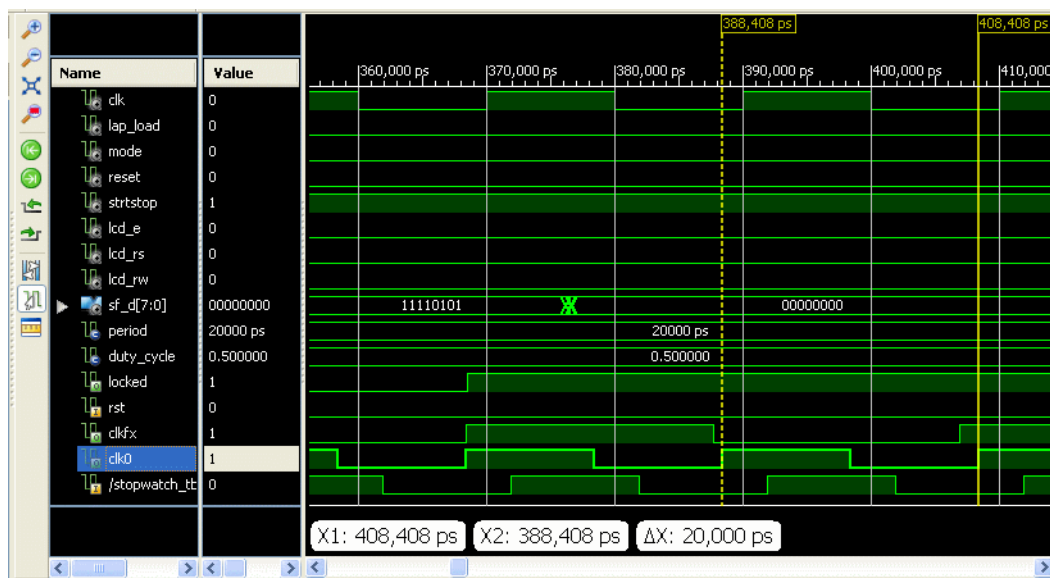 388,408 ps
408,408 ps
Name
Value
360,000 ps
370,000 ps
380,000 ps
390,000 ps
400,000 ps
410,000
clk 0
lap_load 0
mode 0
reset 0
strtstop 1
lcd_e 0
lcd_rs 0
lcd_rw 0
sf_d[7:0] 00000000 11110101 00000000
period 20000 ps 20000 ps
duty_cycle 0.500000 0.500000
locked 1
rst 0
clkfx 1
clk0 1
/stopwatch_tb 0
X1: 408,408 ps X2: 388,408 ps ΔX: 20,000 ps